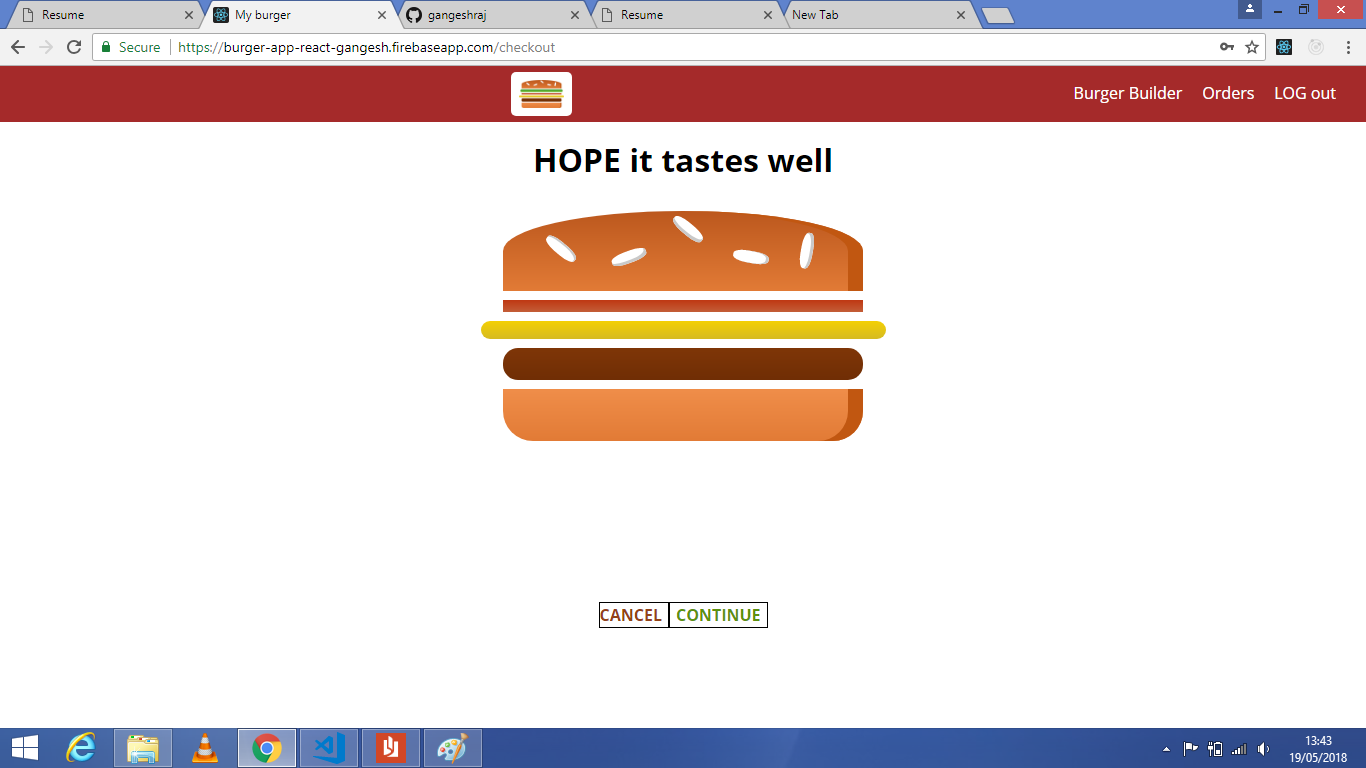 Resume
My burger
gangeshraj
Resume
New Tab
Secure https://burger-app-react-gangesh.firebaseapp.com/checkout
Burger Builder Orders LOG out
HOPE it tastes well
CANCEL CONTINUE
13:43
19/05/2018